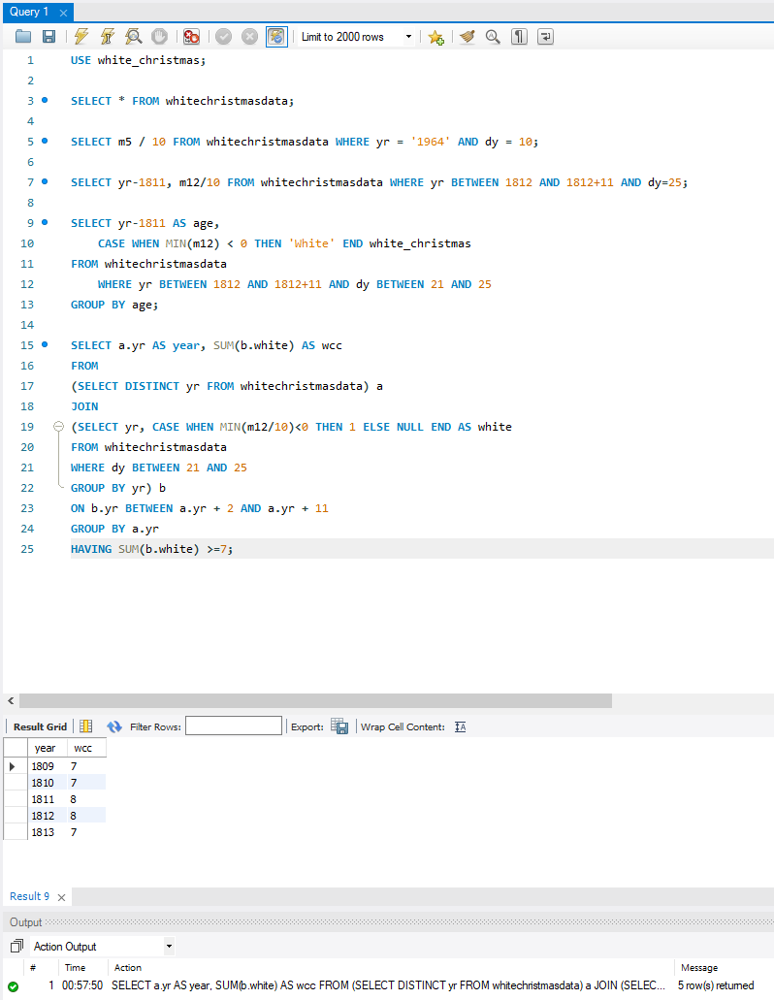 Query 1
Limit to 2000 rows
1 USE white_christmas;
2
3 SELECT * FROM whitechristmasdata;
4
5 SELECT m5 / 10 FROM whitechristmasdata WHERE yr = '1964' AND dy = 10;
6
7 SELECT yr-1811, m12/10 FROM whitechristmasdata WHERE yr BETWEEN 1812 AND 1812+11 AND dy=25;
8
9 SELECT yr-1811 AS age,
10 CASE WHEN MIN(m12) < 0 THEN 'White' END white_christmas
11 FROM whitechristmasdata
12 WHERE yr BETWEEN 1812 AND 1812+11 AND dy BETWEEN 21 AND 25
13 GROUP BY age;
14
15 SELECT a.yr AS year, SUM(b.white) AS wcc
16 FROM
17 (SELECT DISTINCT yr FROM whitechristmasdata) a
18 JOIN
19 (SELECT yr, CASE WHEN MIN(m12/10)<0 THEN 1 ELSE NULL END AS white
20 FROM whitechristmasdata
21 WHERE dy BETWEEN 21 AND 25
22 GROUP BY yr) b
23 ON b.yr BETWEEN a.yr + 2 AND a.yr + 11
24 GROUP BY a.yr
25 HAVING SUM(b.white) >=7;
Result Grid Filter Rows: Export: Wrap Cell Content:
year wcc
1809 7
1810 7
1811 8
1812 8
1813 7
Result 9
Output
Action Output
# Time Action Message
1 00:57:50 SELECT a.yr AS year, SUM(b.white) AS wcc FROM (SELECT DISTINCT yr FROM whitechristmasdata) a JOIN (SELEC... 5 row(s) returned